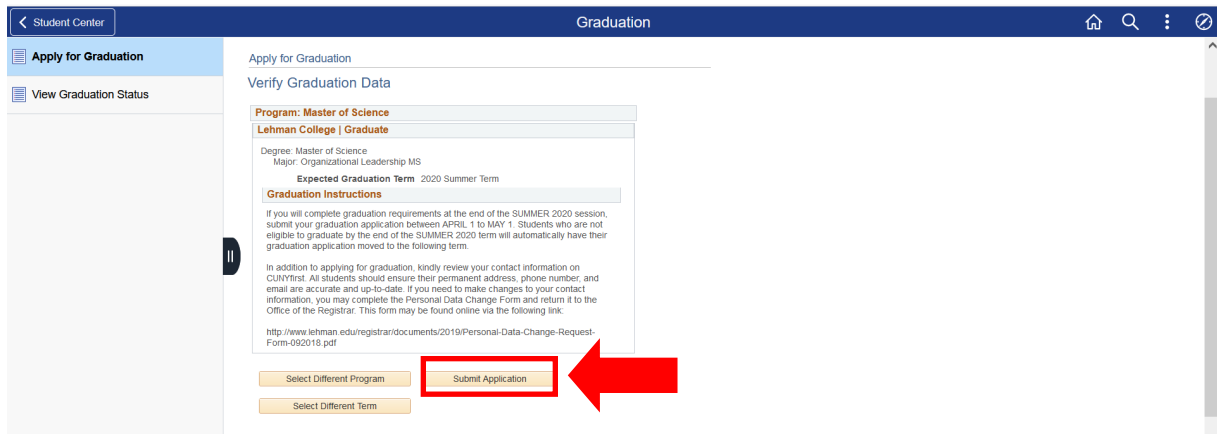 Student Center
Graduation
Apply for Graduation
View Graduation Status
Apply for Graduation
Verify Graduation Data
Program: Master of Science
Lehman College | Graduate
Degree: Master of Science
Major: Organizational Leadership MS
Expected Graduation Term 2020 Summer Term
Graduation Instructions
If you will complete graduation requirements at the end of the SUMMER 2020 session,
submit your graduation application between APRIL 1 to MAY 1. Students who are not
eligible to graduate by the end of the SUMMER 2020 term will automatically have their
graduation application moved to the following term.
In addition to applying for graduation, kindly review your contact information on
CUNYfirst. All students should ensure their permanent address, phone number, and
email are accurate and up-to-date. If you need to make changes to your contact
information, you may complete the Personal Data Change Form and return it to the
Office of the Registrar. This form may be found online via the following link:
http://www.lehman.edu/registrar/documents/2019/Personal-Data-Change-Request-
Form-092018.pdf
Select Different Program
Submit Application
Select Different Term